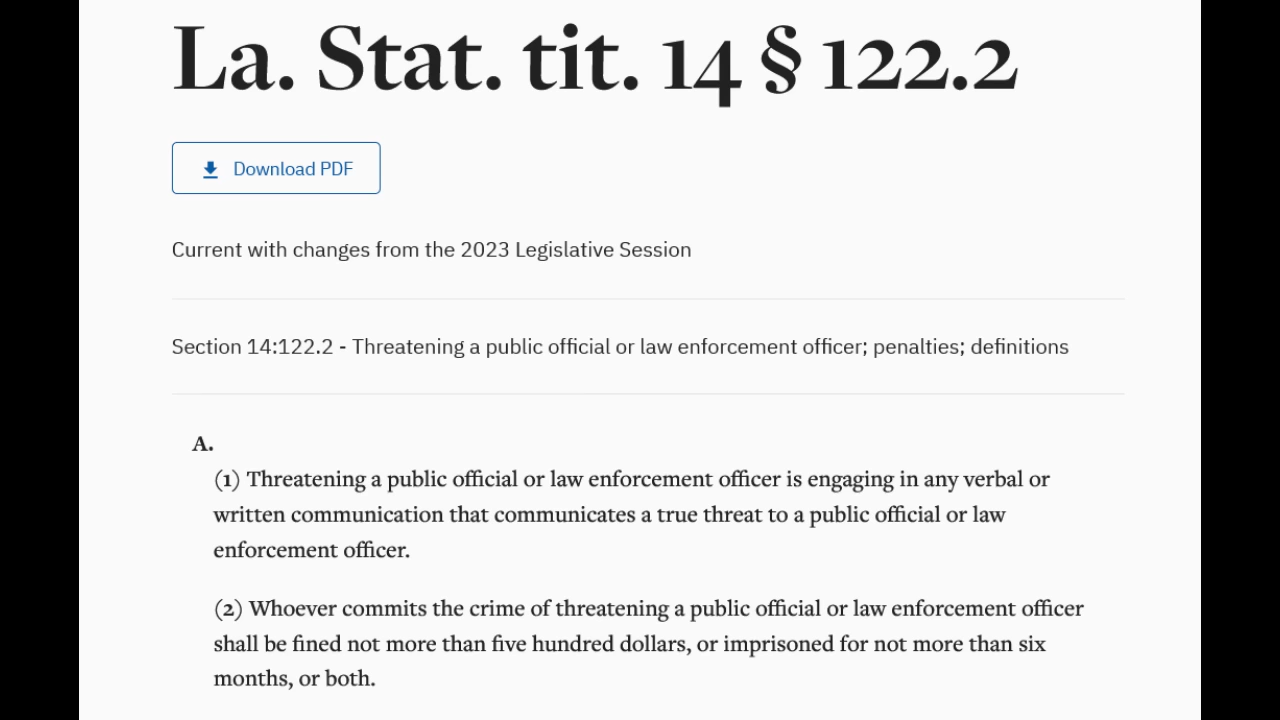 La. Stat. tit. 14 § 122.2
Download PDF
Current with changes from the 2023 Legislative Session
Section 14:122.2 - Threatening a public official or law enforcement officer; penalties; definitions
A.
(1) Threatening a public official or law enforcement officer is engaging in any verbal or
written communication that communicates a true threat to a public official or law
enforcement officer.
(2) Whoever commits the crime of threatening a public official or law enforcement officer
shall be fined not more than five hundred dollars, or imprisoned for not more than six
months, or both.